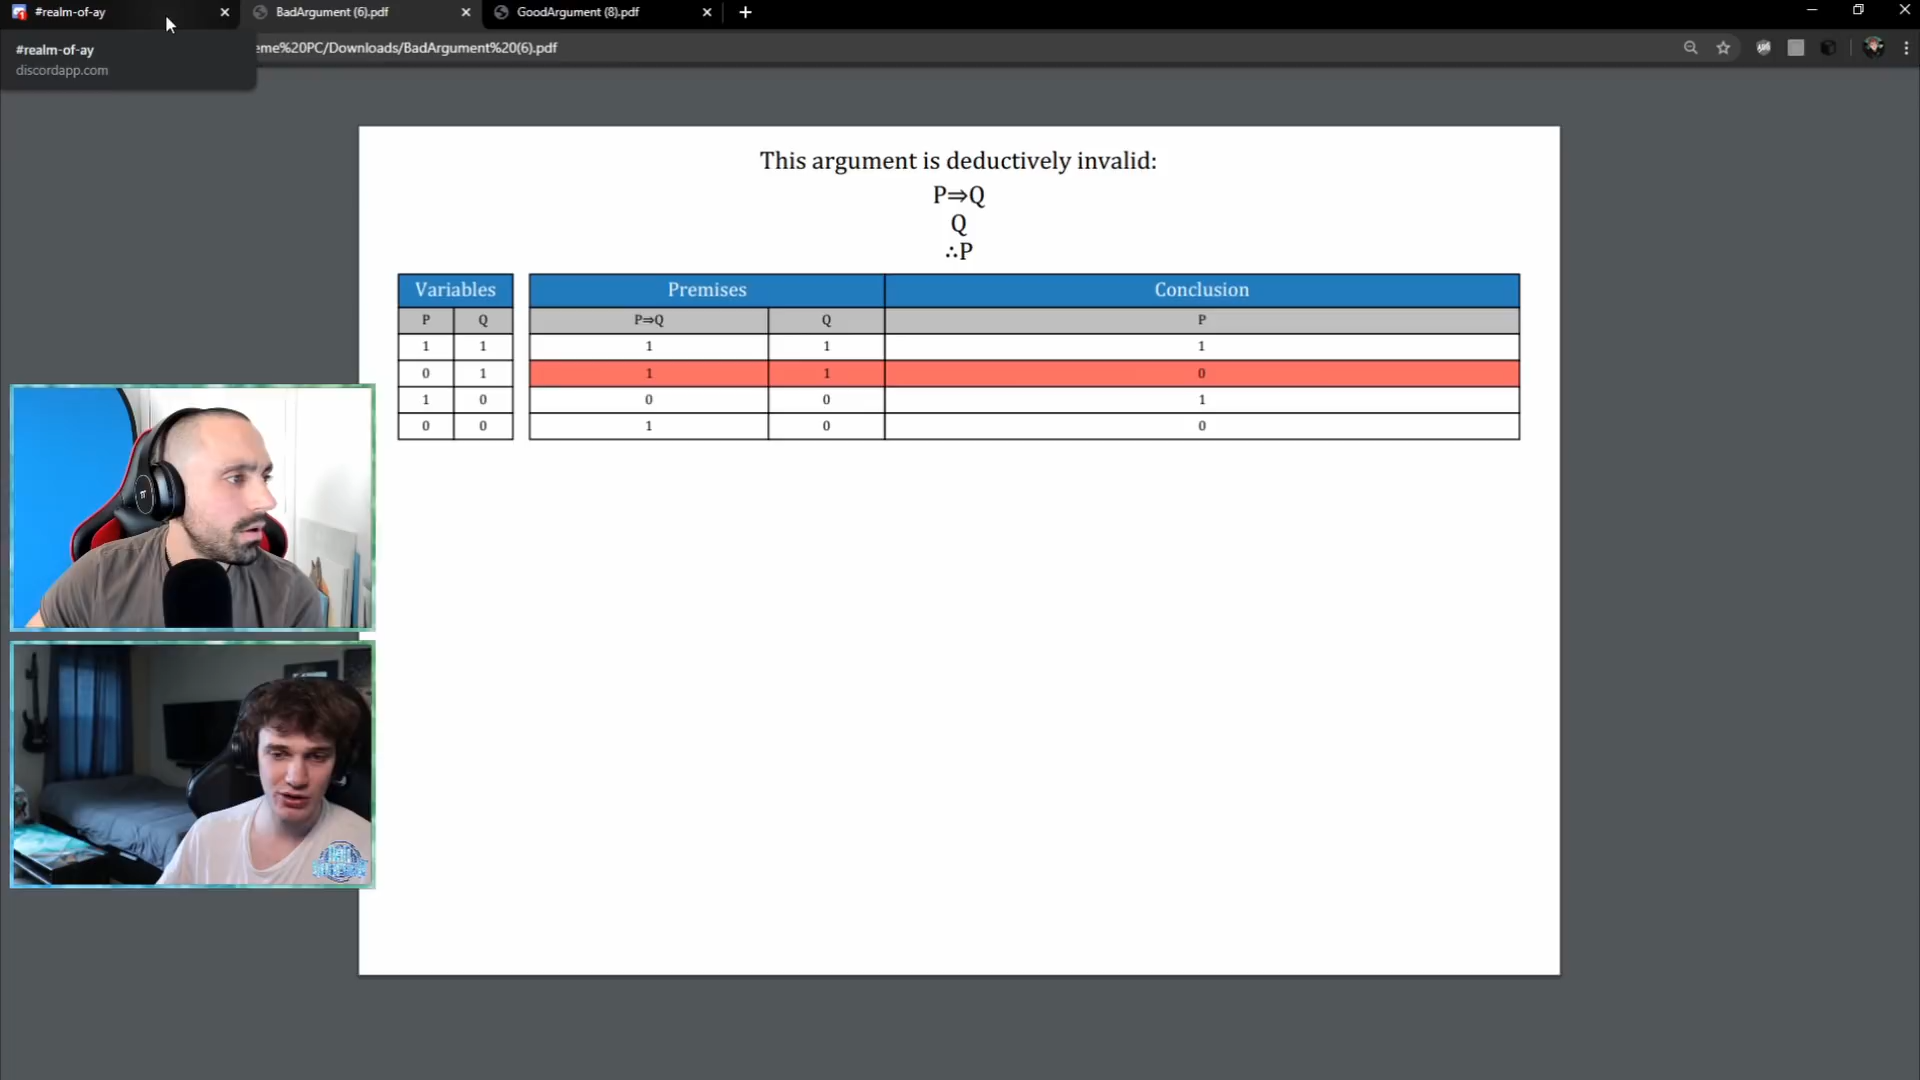 #realm-of-ay
BadArgument (6).pdf
GoodArgument (8).pdf
#realm-of-ay
discordapp.com
eme%20PC/Downloads/BadArgument%20(6).pdf
This argument is deductively invalid:
P⇒Q
Q
∴P
Variables Premises Conclusion
P Q P⇒Q Q P
1 1 1 1 1
0 1 1 1 0
1 0 0 0 1
0 0 1 0 0